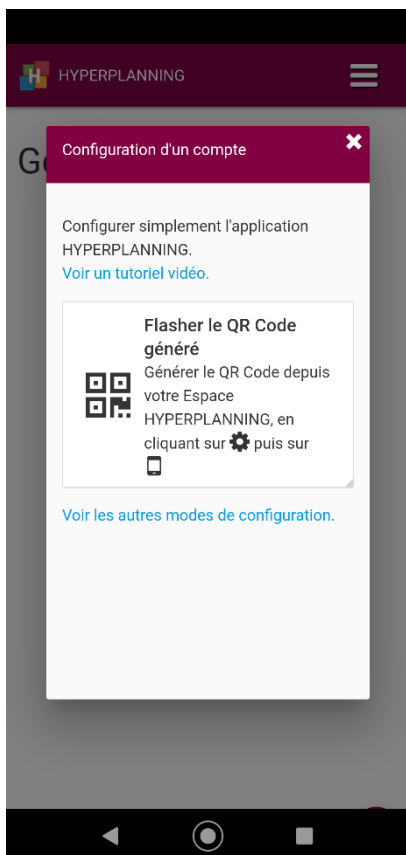 H HYPERPLANNING
Configuration d'un compte
Configurer simplement l'application
HYPERPLANNING.
Voir un tutoriel vidéo.
Flasher le QR Code
généré
Générer le QR Code depuis
votre Espace
HYPERPLANNING, en
cliquant sur puis sur
Voir les autres modes de configuration.